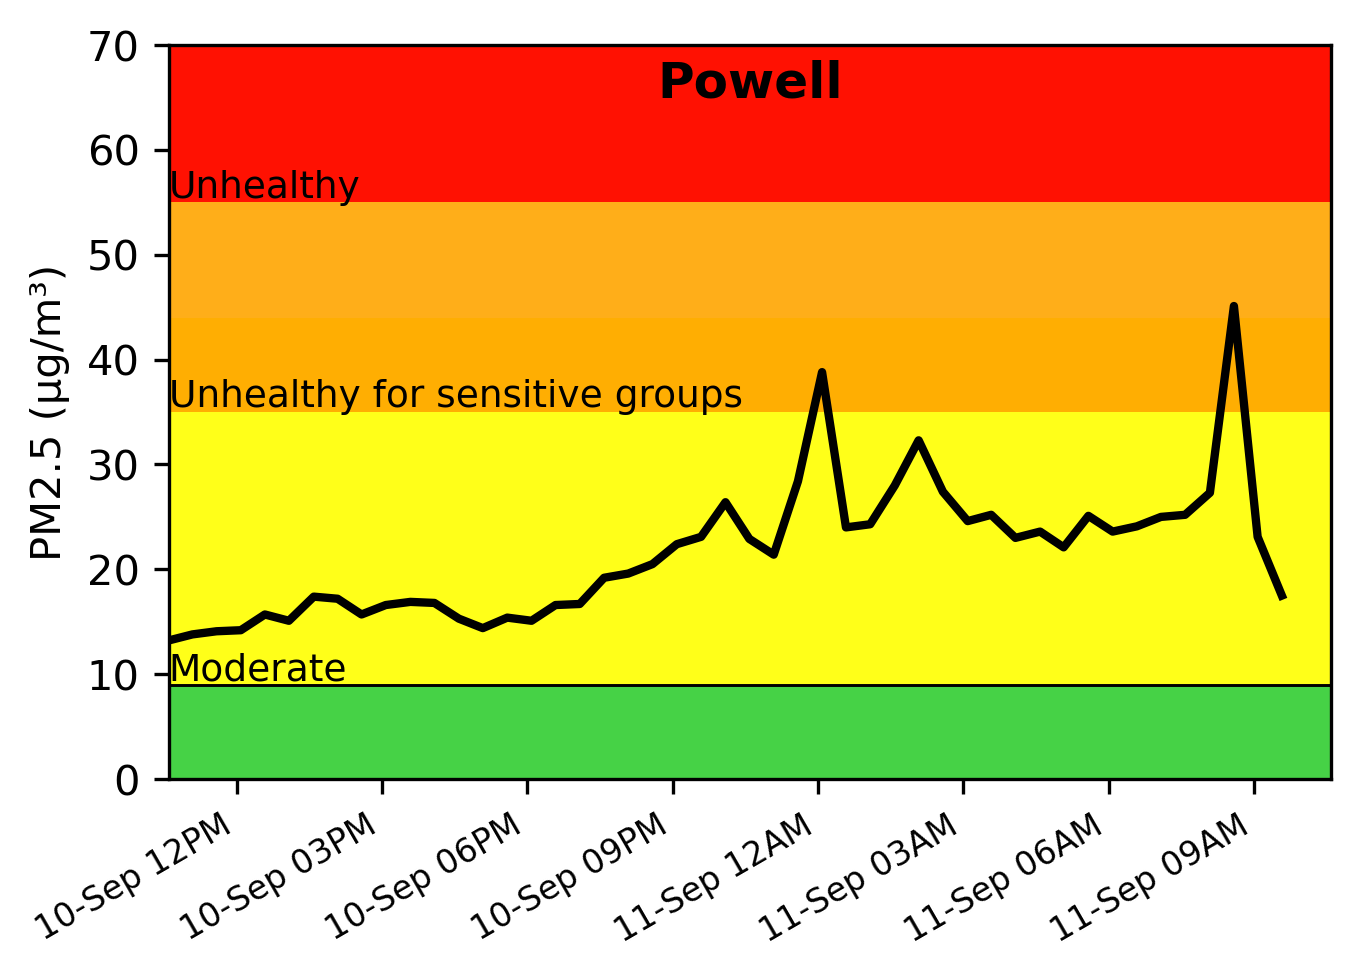 Powell
70
60
50
40
30
20
10
0
PM2.5 (µg/m³)
Unhealthy
Unhealthy for sensitive groups
Moderate
10-Sep 12PM
10-Sep 03PM
10-Sep 06PM
10-Sep 09PM
11-Sep 12AM
11-Sep 03AM
11-Sep 06AM
11-Sep 09AM